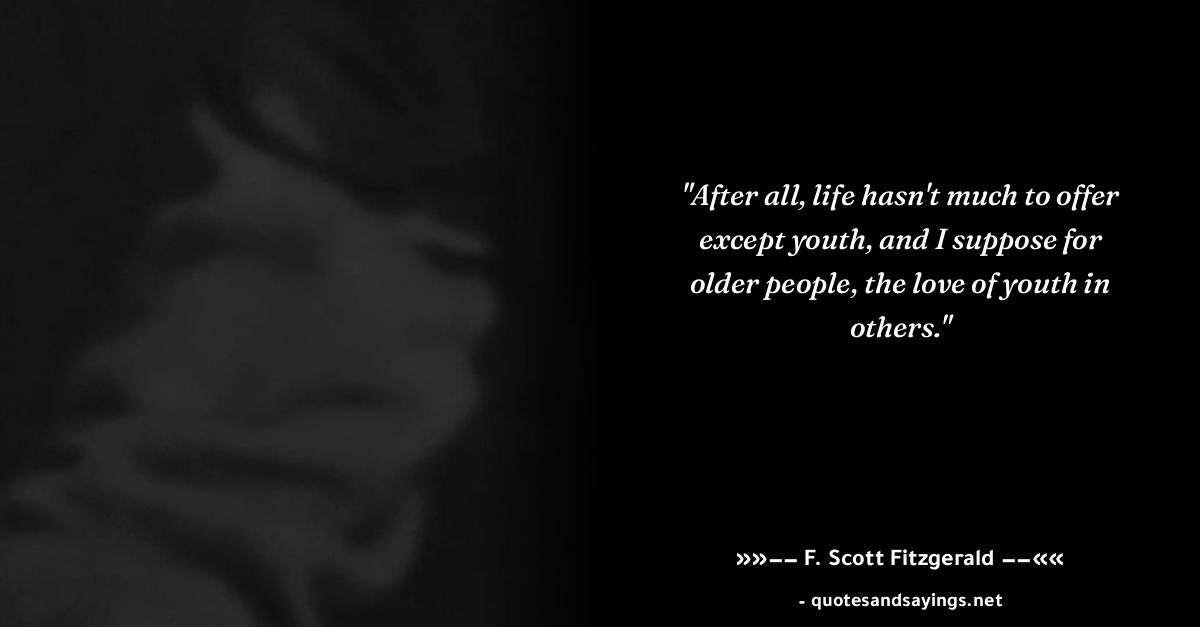 "After all, life hasn't much to offer
except youth, and I suppose for
older people, the love of youth in
others."
»»–– F. Scott Fitzgerald ––««
- quotesandsayings.net